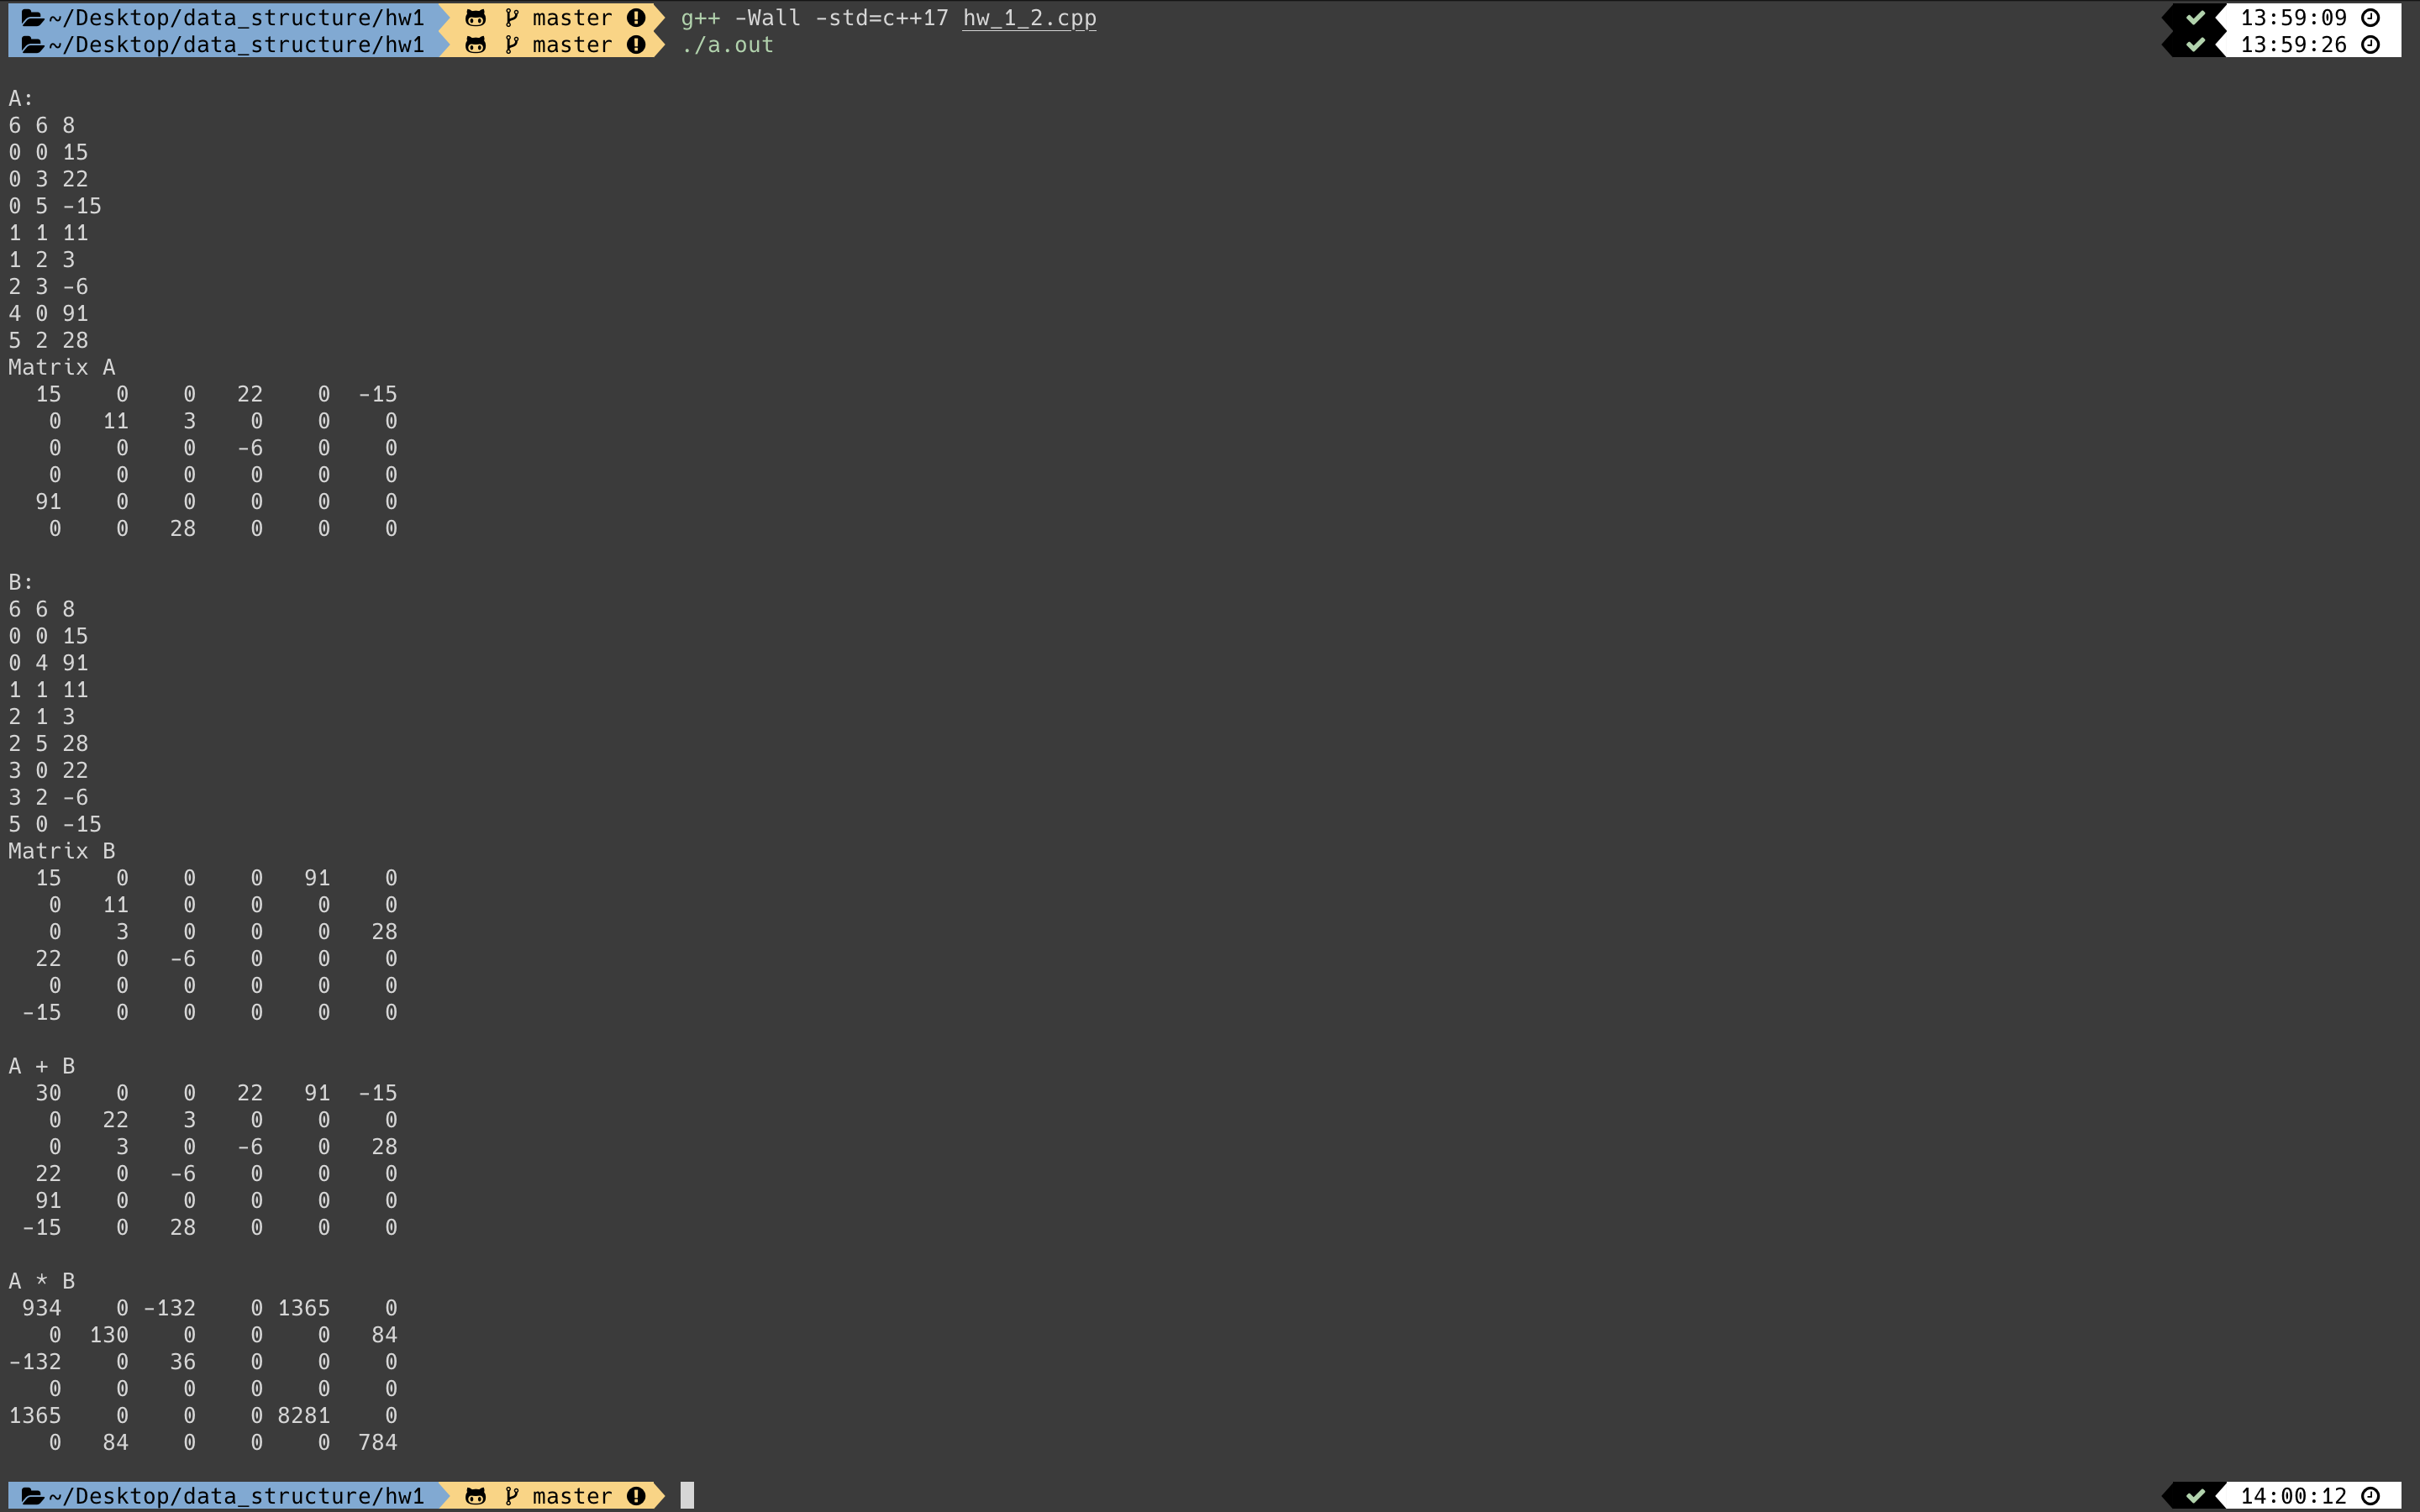 ~/Desktop/data_structure/hw1 master g++ -Wall -std=c++17 hw_1_2.cpp 13:59:09
~/Desktop/data_structure/hw1 master ./a.out 13:59:26
A:
6 6 8
0 0 15
0 3 22
0 5 -15
1 1 11
1 2 3
2 3 -6
4 0 91
5 2 28
Matrix A
15 0 0 22 0 -15
0 11 3 0 0 0
0 0 0 -6 0 0
0 0 0 0 0 0
91 0 0 0 0 0
0 0 28 0 0 0
B:
6 6 8
0 0 15
0 4 91
1 1 11
2 1 3
2 5 28
3 0 22
3 2 -6
5 0 -15
Matrix B
15 0 0 0 91 0
0 11 0 0 0 0
0 3 0 0 0 28
22 0 -6 0 0 0
0 0 0 0 0 0
-15 0 0 0 0 0
A + B
30 0 0 22 91 -15
0 22 3 0 0 0
0 3 0 -6 0 28
22 0 -6 0 0 0
91 0 0 0 0 0
-15 0 28 0 0 0
A * B
934 0 -132 0 1365 0
0 130 0 0 0 84
-132 0 36 0 0 0
0 0 0 0 0 0
1365 0 0 0 8281 0
0 84 0 0 0 784
~/Desktop/data_structure/hw1 master 14:00:12